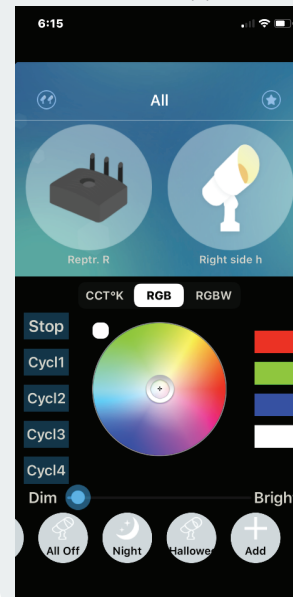 6:15
All
Reptr. R
Right side h
CCT°K RGB RGBW
Stop
Cycl1
Cycl2
Cycl3
Cycl4
Dim Bright
All Off Night Hallowe Add